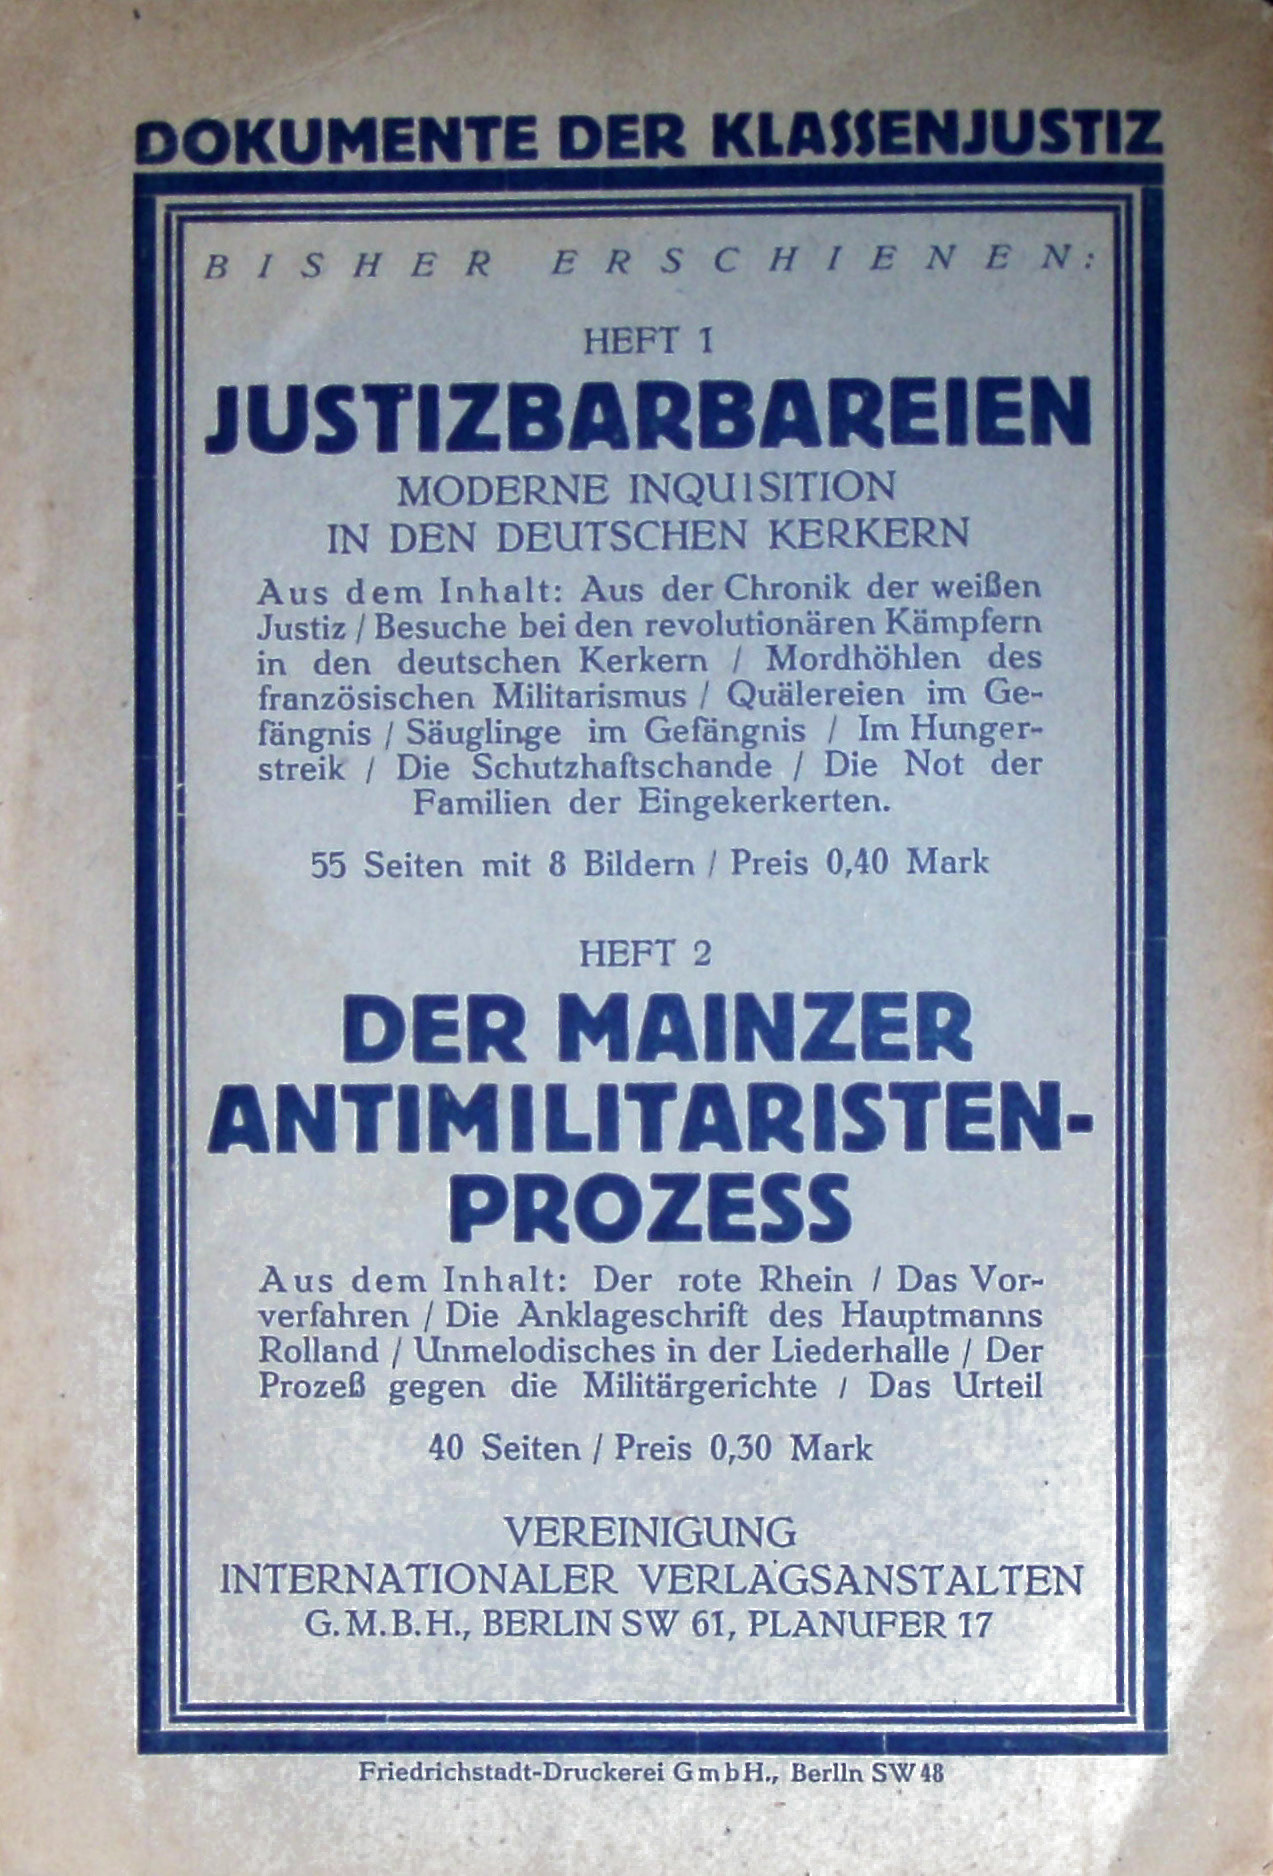 DOKUMENTE DER KLASSENJUSTIZ
BISHER ERSCHIENEN:
HEFT 1
JUSTIZBARBAREIEN
MODERNE INQUISITION
IN DEN DEUTSCHEN KERKERN
Aus dem Inhalt: Aus der Chronik der weißen
Justiz / Besuche bei den revolutionären Kämpfern
in den deutschen Kerkern / Mordhöhlen des
französischen Militarismus / Quälereien im Ge-
fängnis / Säuglinge im Gefängnis / Im Hunger-
streik / Die Schutzhaftschande / Die Not der
Familien der Eingekerkerten.
55 Seiten mit 8 Bildern / Preis 0,40 Mark
HEFT 2
DER MAINZER
ANTIMILITARISTEN-
PROZESS
Aus dem Inhalt: Der rote Rhein / Das Vor-
verfahren / Die Anklageschrift des Hauptmanns
Rolland / Unmelodisches in der Liederhalle / Der
Prozeß gegen die Militärgerichte / Das Urteil
40 Seiten / Preis 0,30 Mark
VEREINIGUNG
INTERNATIONALER VERLAGSANSTALTEN
G.M.B.H., BERLIN SW 61, PLANUFER 17
Friedrichstadt-Druckerei GmbH., Berlln SW 48